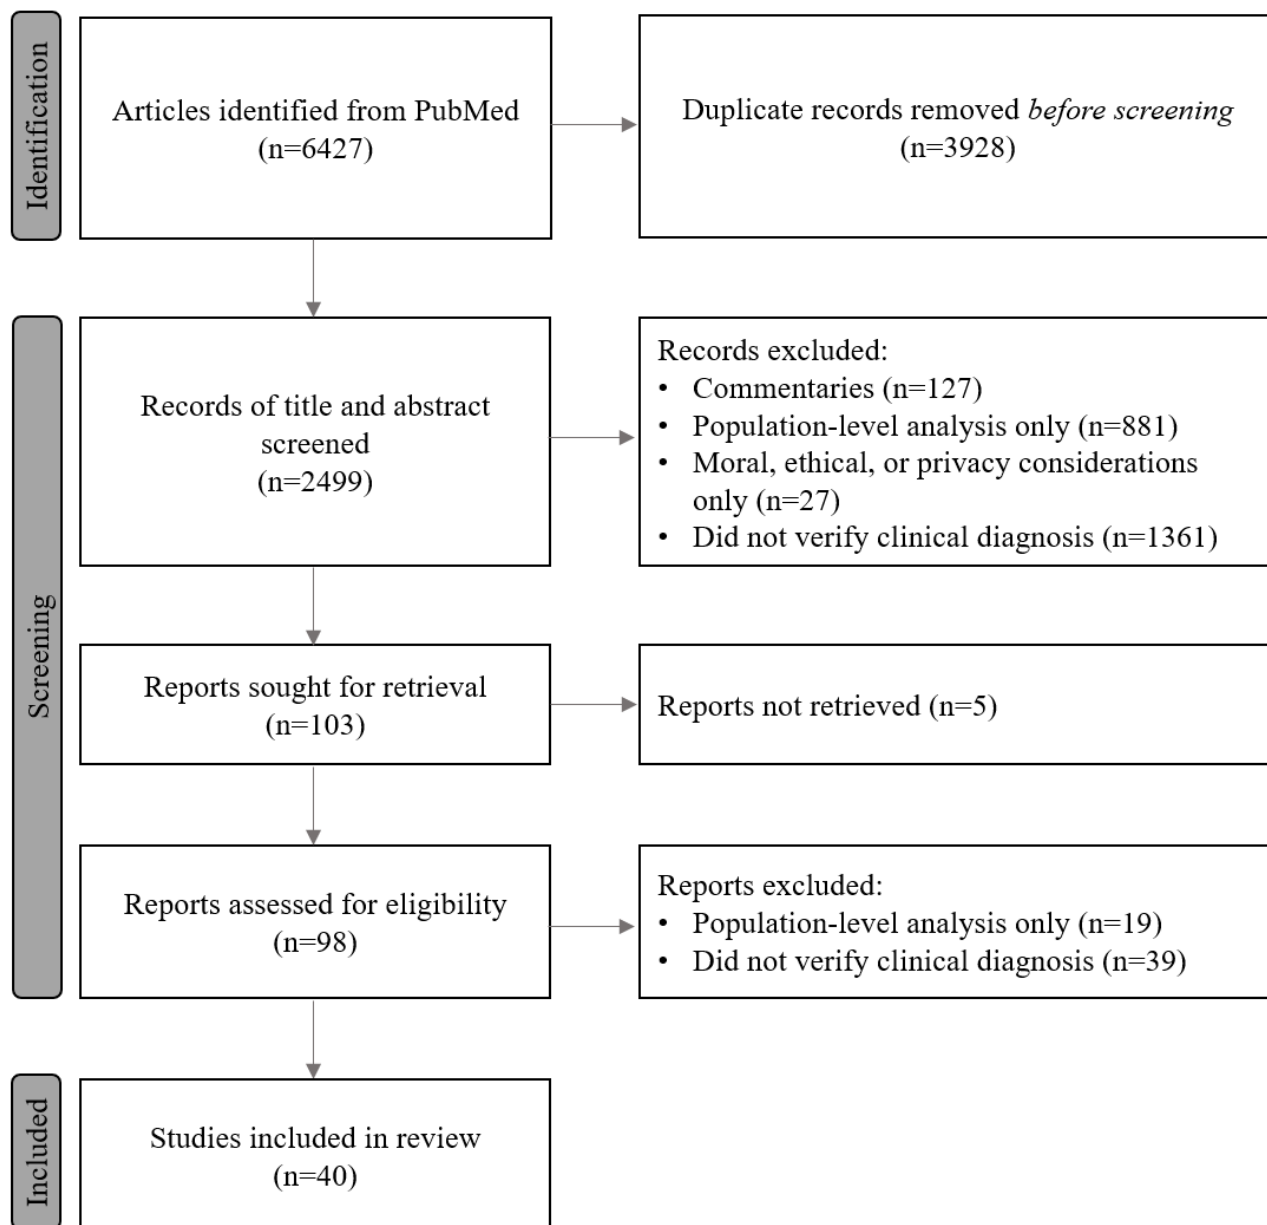 Identification
Articles identified from PubMed
(n=6427)
Duplicate records removed before screening
(n=3928)
Screening
Records of title and abstract
screened
(n=2499)
Records excluded:
• Commentaries (n=127)
• Population-level analysis only (n=881)
• Moral, ethical, or privacy considerations
only (n=27)
• Did not verify clinical diagnosis (n=1361)
Reports sought for retrieval
(n=103)
Reports not retrieved (n=5)
Reports assessed for eligibility
(n=98)
Reports excluded:
• Population-level analysis only (n=19)
• Did not verify clinical diagnosis (n=39)
Included
Studies included in review
(n=40)